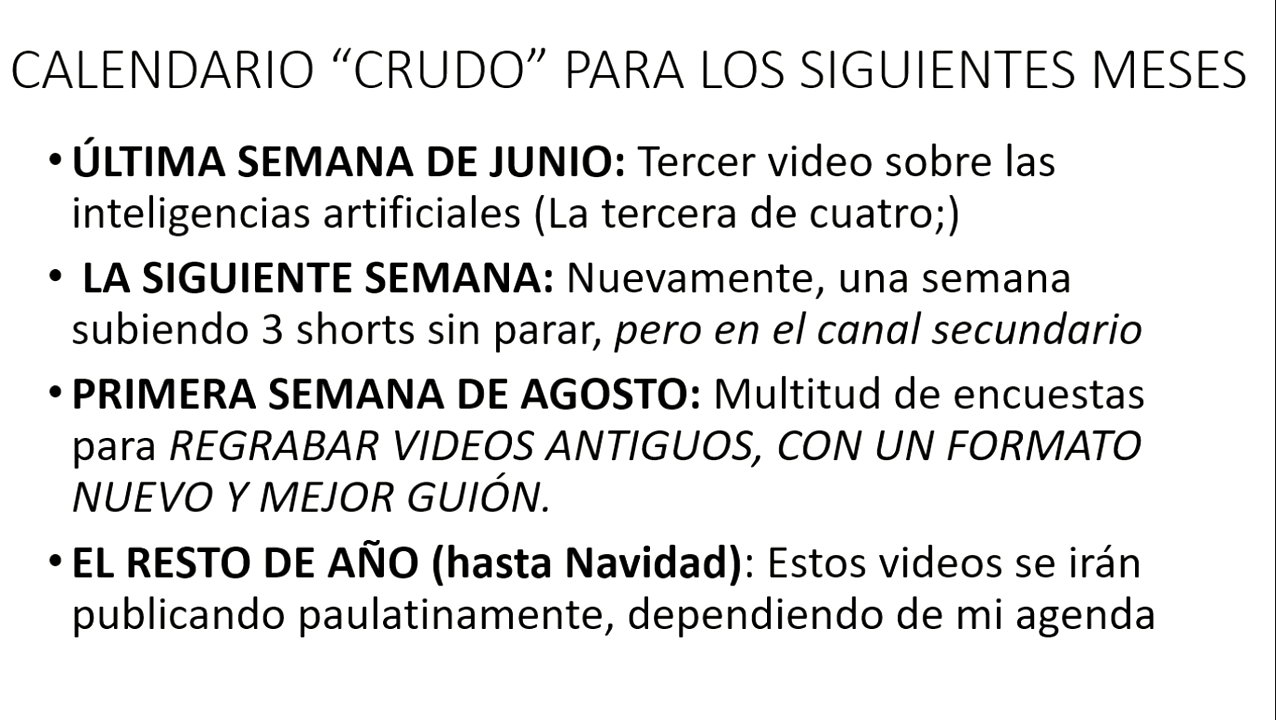 CALENDARIO “CRUDO” PARA LOS SIGUIENTES MESES
• ÚLTIMA SEMANA DE JUNIO: Tercer video sobre las
inteligencias artificiales (La tercera de cuatro;)
• LA SIGUIENTE SEMANA: Nuevamente, una semana
subiendo 3 shorts sin parar, pero en el canal secundario
• PRIMERA SEMANA DE AGOSTO: Multitud de encuestas
para REGRABAR VIDEOS ANTIGUOS, CON UN FORMATO
NUEVO Y MEJOR GUIÓN.
• EL RESTO DE AÑO (hasta Navidad): Estos videos se irán
publicando paulatinamente, dependiendo de mi agenda